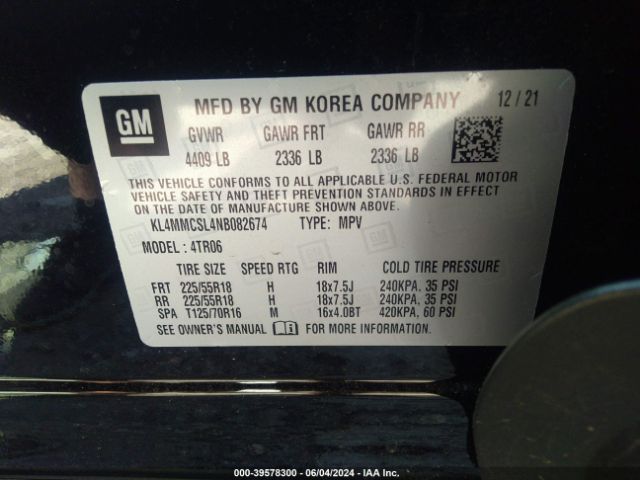 GM
MFD BY GM KOREA COMPANY 12 / 21
GVWR GAWR FRT GAWR RR
4409 LB 2336 LB 2336 LB
THIS VEHICLE CONFORMS TO ALL APPLICABLE U.S. FEDERAL MOTOR
VEHICLE SAFETY AND THEFT PREVENTION STANDARDS IN EFFECT
ON THE DATE OF MANUFACTURE SHOWN ABOVE.
KL4MMCSL4NB082674 TYPE: MPV
MODEL: 4TR06
TIRE SIZE SPEED RTG RIM COLD TIRE PRESSURE
FRT 225/55R18 H 18x7.5J 240KPA, 35 PSI
RR 225/55R18 H 18x7.5J 240KPA, 35 PSI
SPA T125/70R16 M 16x4.0BT 420KPA, 60 PSI
SEE OWNER'S MANUAL FOR MORE INFORMATION.
000-39578300 - 06/04/2024 - IAA Inc.